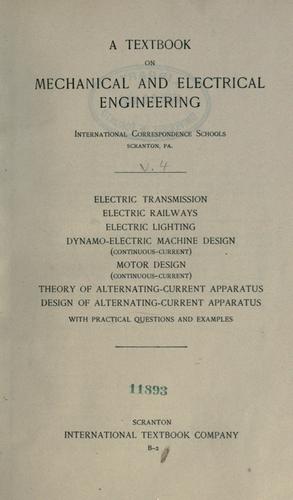 A TEXTBOOK
ON
MECHANICAL AND ELECTRICAL
ENGINEERING
INTERNATIONAL CORRESPONDENCE SCHOOLS
SCRANTON, PA.
v. 4
ELECTRIC TRANSMISSION
ELECTRIC RAILWAYS
ELECTRIC LIGHTING
DYNAMO-ELECTRIC MACHINE DESIGN
(CONTINUOUS-CURRENT)
MOTOR DESIGN
(CONTINUOUS-CURRENT)
THEORY OF ALTERNATING-CURRENT APPARATUS
DESIGN OF ALTERNATING-CURRENT APPARATUS
WITH PRACTICAL QUESTIONS AND EXAMPLES
11893
SCRANTON
INTERNATIONAL TEXTBOOK COMPANY
B-2